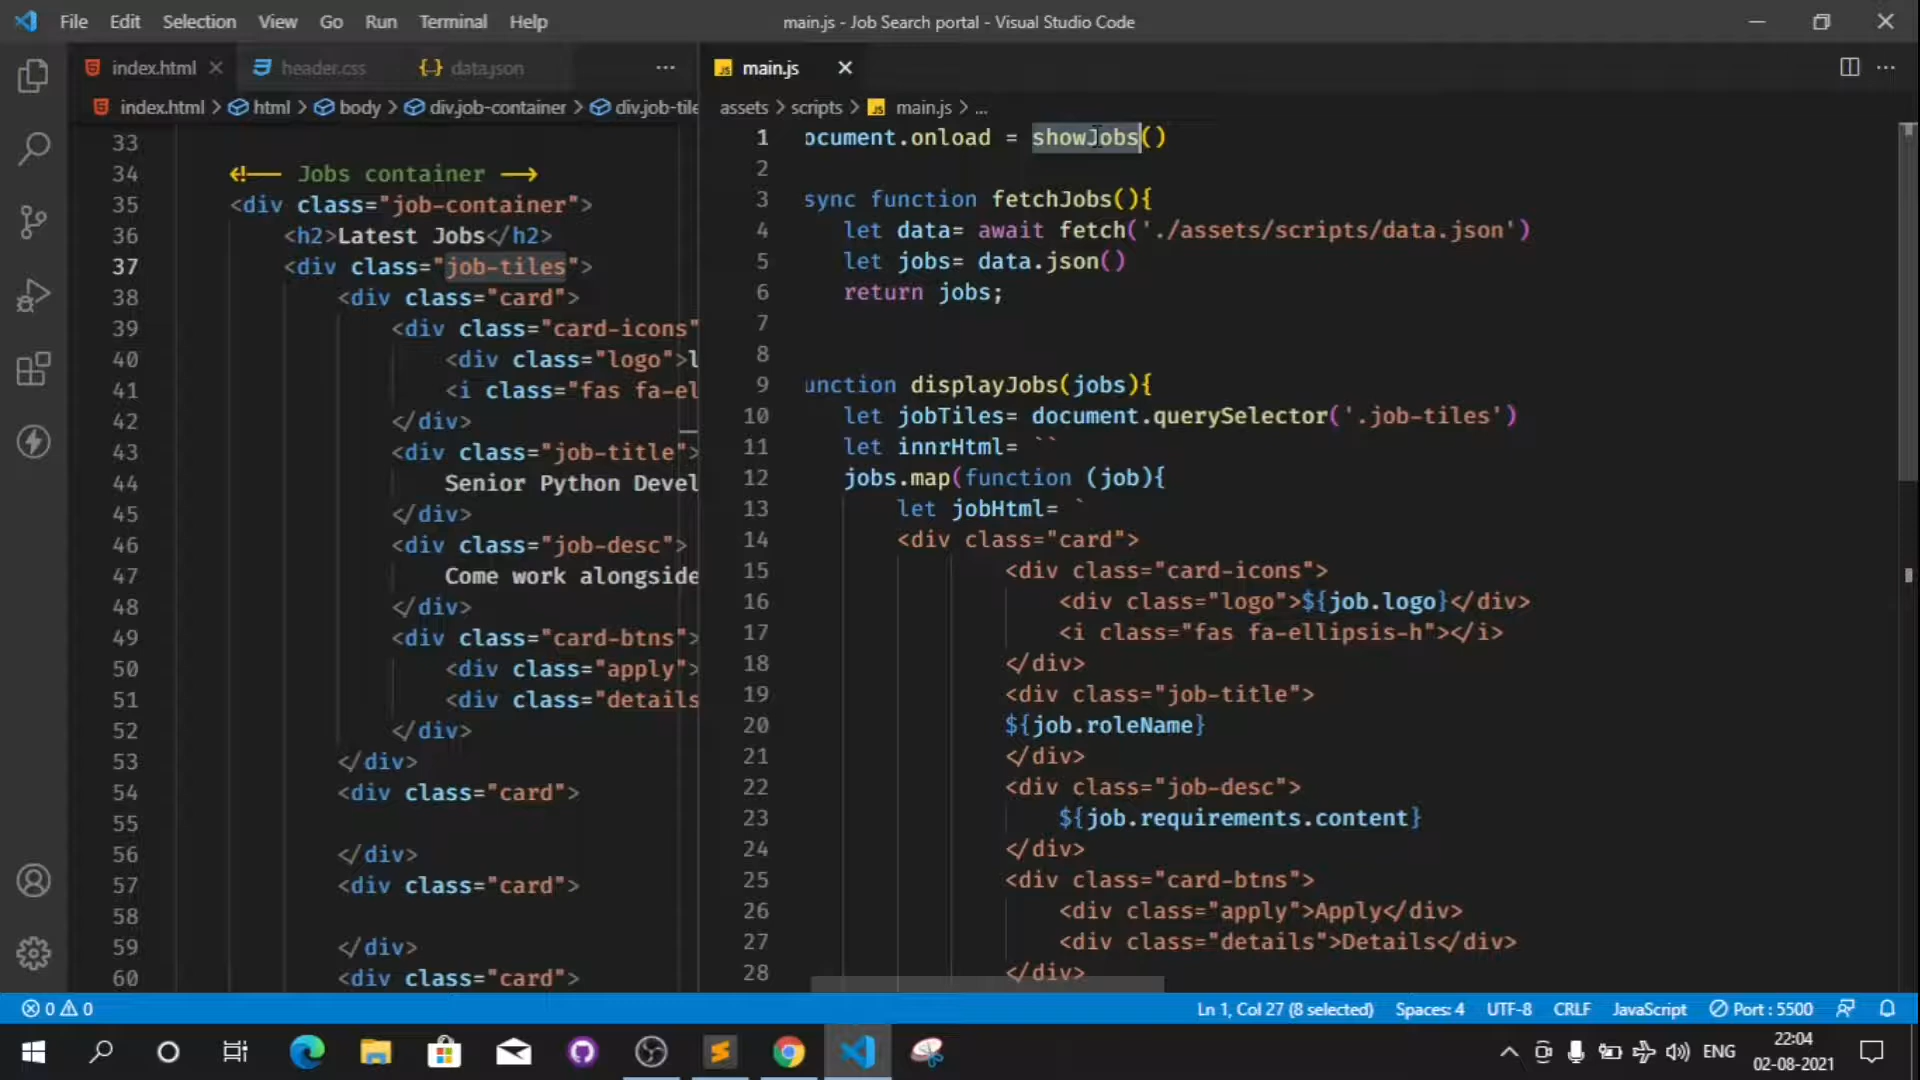 File Edit Selection View Go Run Terminal Help
main.js - Job Search portal - Visual Studio Code
index.html
header.css
data.json
main.js
index.html > html > body > div.job-container > div.job-tile
assets > scripts > main.js > ...
33
34 <!-- Jobs container -->
35 <div class="job-container">
36 <h2>Latest Jobs</h2>
37 <div class="job-tiles">
38 <div class="card">
39 <div class="card-icons"
40 <div class="logo">l
41 <i class="fas fa-el
42 </div>
43 <div class="job-title">
44 Senior Python Devel
45 </div>
46 <div class="job-desc">
47 Come work alongside
48 </div>
49 <div class="card-btns">
50 <div class="apply">
51 <div class="details
52 </div>
53 </div>
54 <div class="card">
55
56 </div>
57 <div class="card">
58
59 </div>
60 <div class="card">
1 ocument.onload = showJobs()
2
3 sync function fetchJobs(){
4 let data= await fetch('./assets/scripts/data.json')
5 let jobs= data.json()
6 return jobs;
7
8
9 unction displayJobs(jobs){
10 let jobTiles= document.querySelector('.job-tiles')
11 let innrHtml= ``
12 jobs.map(function (job){
13 let jobHtml= `
14 <div class="card">
15 <div class="card-icons">
16 <div class="logo">${job.logo}</div>
17 <i class="fas fa-ellipsis-h"></i>
18 </div>
19 <div class="job-title">
20 ${job.roleName}
21 </div>
22 <div class="job-desc">
23 ${job.requirements.content}
24 </div>
25 <div class="card-btns">
26 <div class="apply">Apply</div>
27 <div class="details">Details</div>
28 </div>
0 0
Ln 1, Col 27 (8 selected) Spaces: 4 UTF-8 CRLF JavaScript Port : 5500
ENG
22:04
02-08-2021